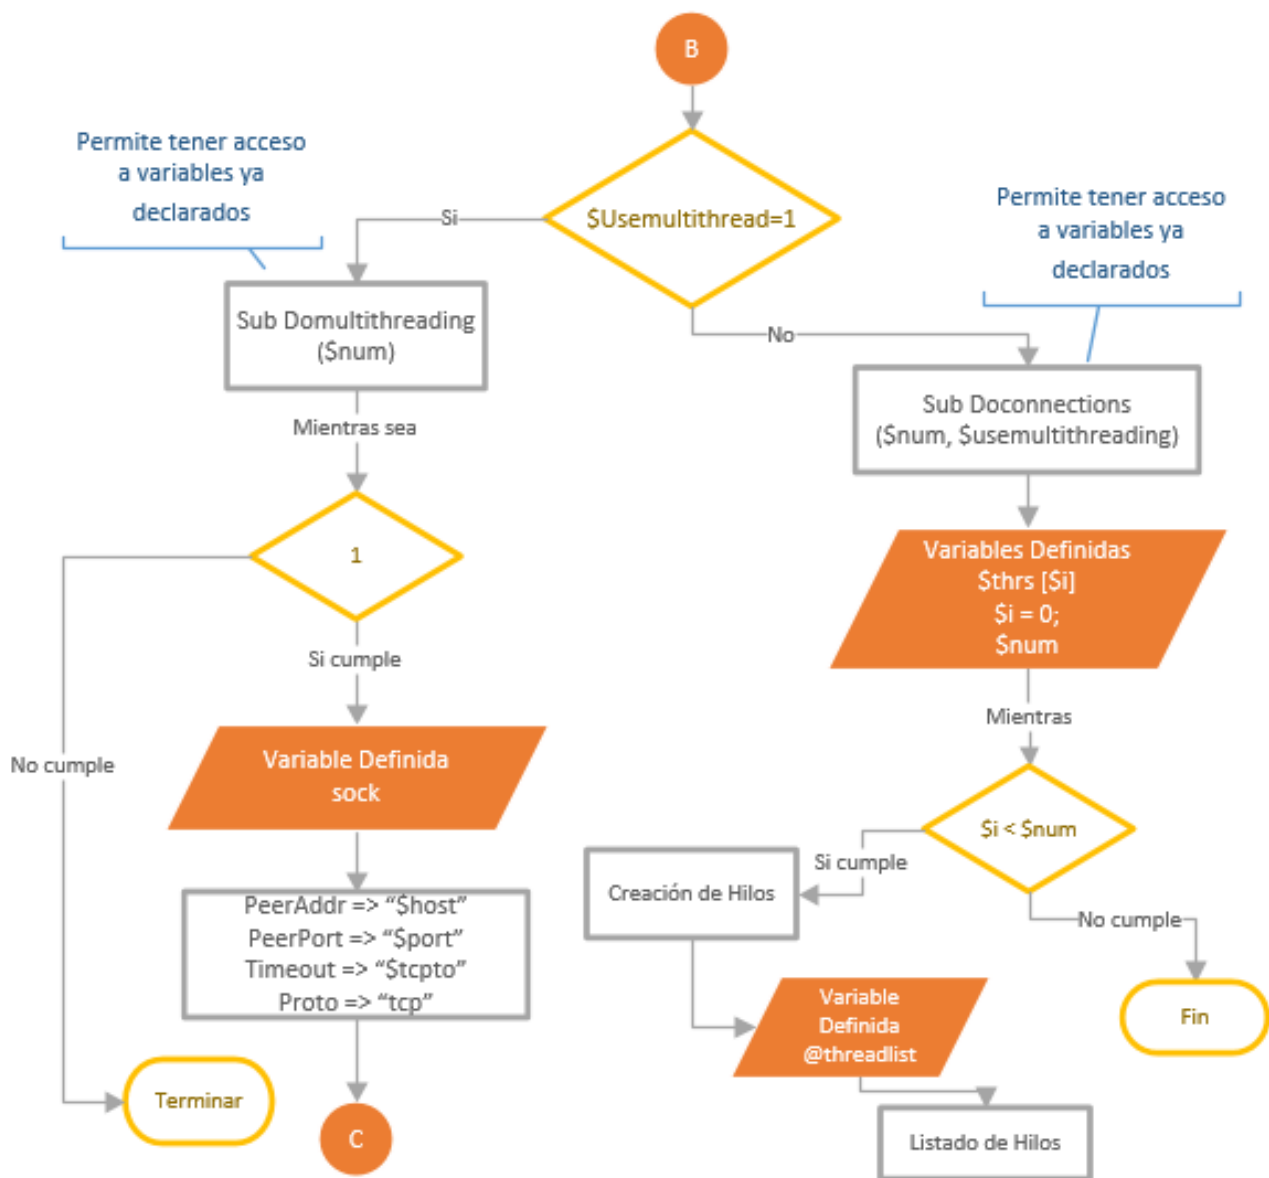 B
Permite tener acceso
a variables ya
declarados
$Usemultithread=1
Permite tener acceso
a variables ya
declarados
Si
No
Sub Domultithreading
($num)
Mientras sea
1
Si cumple
No cumple
Variable Definida
sock
PeerAddr => “$host”
PeerPort => “$port”
Timeout => “$tcpto”
Proto => “tcp”
Terminar
C
Sub Doconnections
($num, $usemultithreading)
Variables Definidas
$thrs [$i]
$i = 0;
$num
Mientras
$i < $num
Si cumple
No cumple
Creación de Hilos
Fin
Variable
Definida
@threadlist
Listado de Hilos